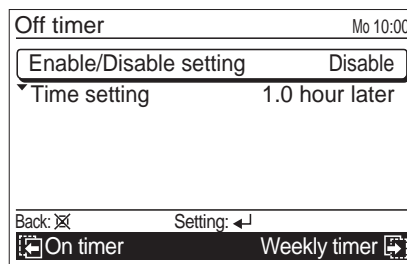 Off timer Mo 10:00
Enable/Disable setting Disable
Time setting 1.0 hour later
Back: Setting:
On timer Weekly timer